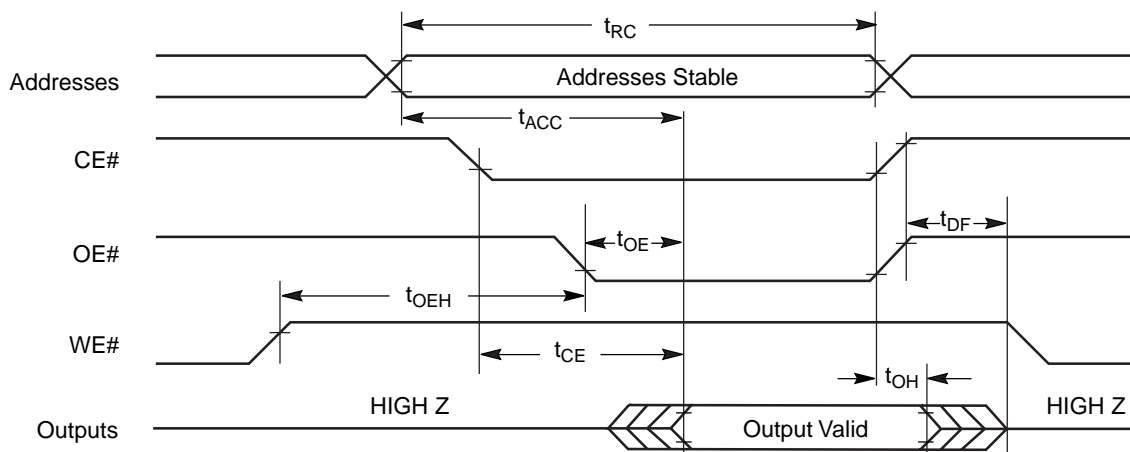 tRC
Addresses
Addresses Stable
tACC
CE#
tOE
tDF
OE#
tOEH
WE#
tCE
tOH
HIGH Z
HIGH Z
Outputs
Output Valid